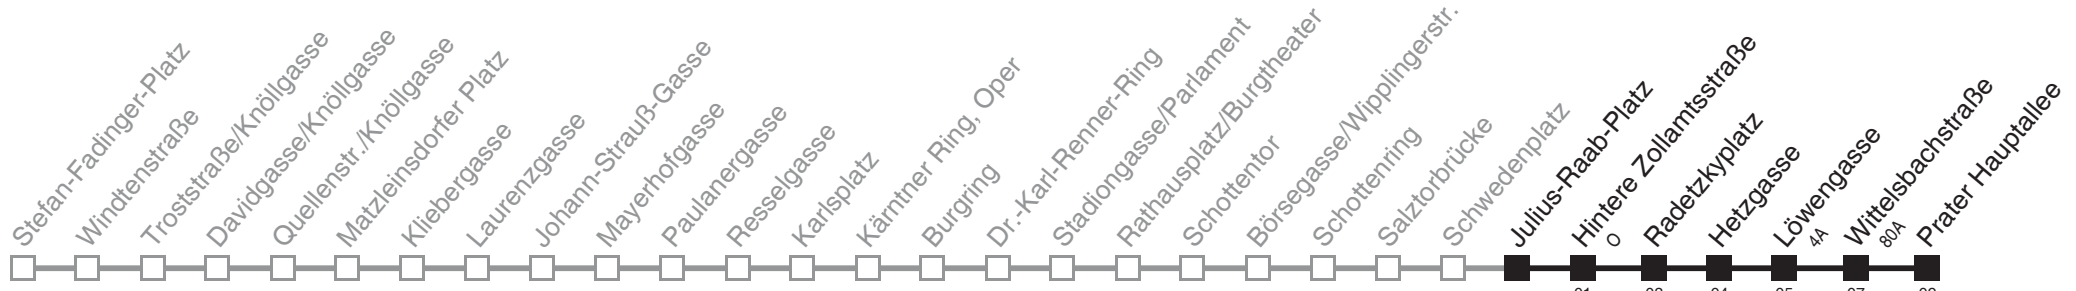 Stefan-Fadinger-Platz
Windtenstraße
Troststraße/Knöllgasse
Davidgasse/Knöllgasse
Quellenstr./Knöllgasse
Matzleinsdorfer Platz
Kliebergasse
Laurenzgasse
Johann-Strauß-Gasse
Mayerhofgasse
Paulanergasse
Resselgasse
Karlsplatz
Kärntner Ring, Oper
Burgring
Dr.-Karl-Renner-Ring
Stadiongasse/Parlament
Rathausplatz/Burgtheater
Schottentor
Börsegasse/Wipplingerstr.
Schottenring
Salztorbrücke
Schwedenplatz
Julius-Raab-Platz
Hintere Zollamtsstraße
O
Radetzkyplatz
Hetzgasse
Löwengasse
4A
Wittelsbachstraße
80A
Prater Hauptallee